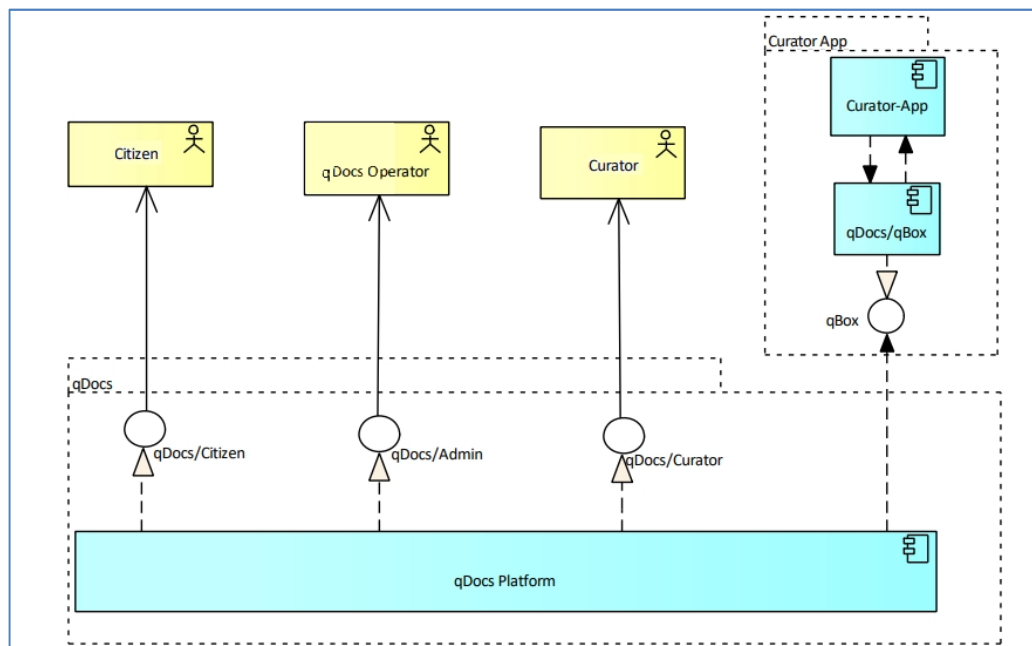 Curator App
Curator-App
Citizen
qDocs Operator
Curator
qDocs/qBox
qBox
qDocs
qDocs/Citizen
qDocs/Admin
qDocs/Curator
qDocs Platform